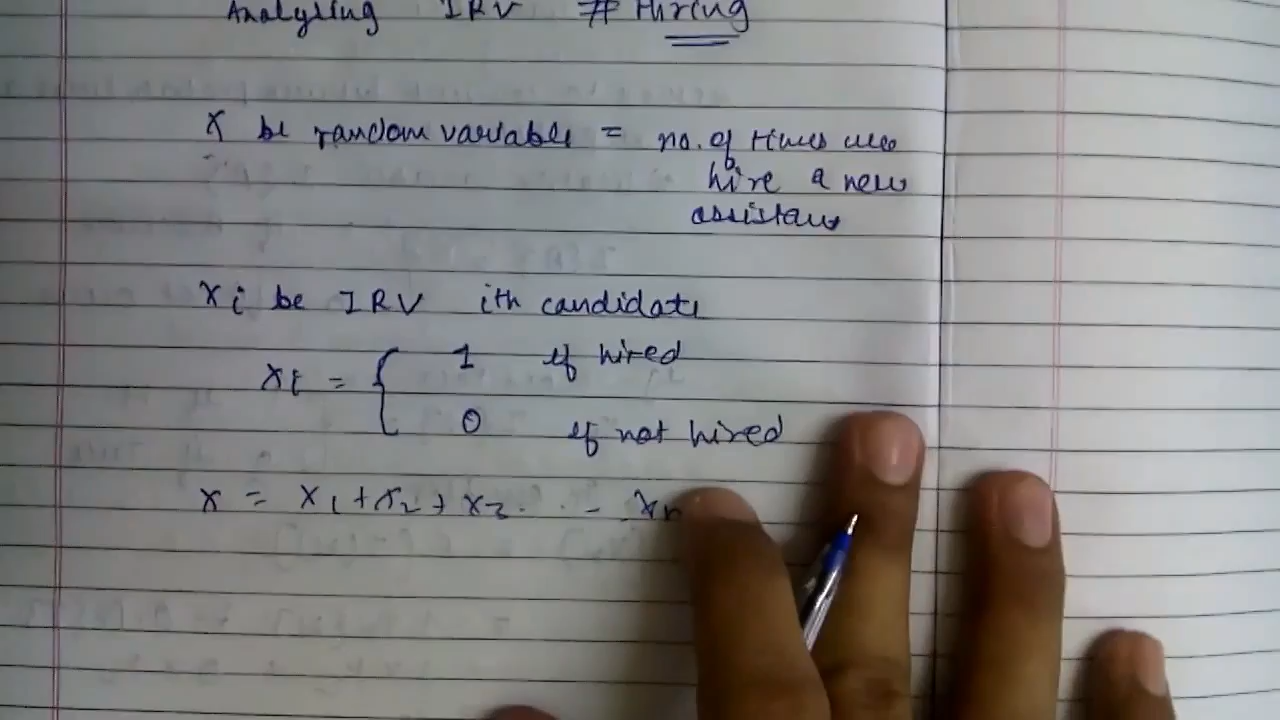 Analysing IRV # Hiring
X be random variable = no. of times we
hire a new
assistant
Xi be IRV ith candidate
Xi = { 1 if hired
0 if not hired
X = X1 + X2 + X3 . . . - Xn